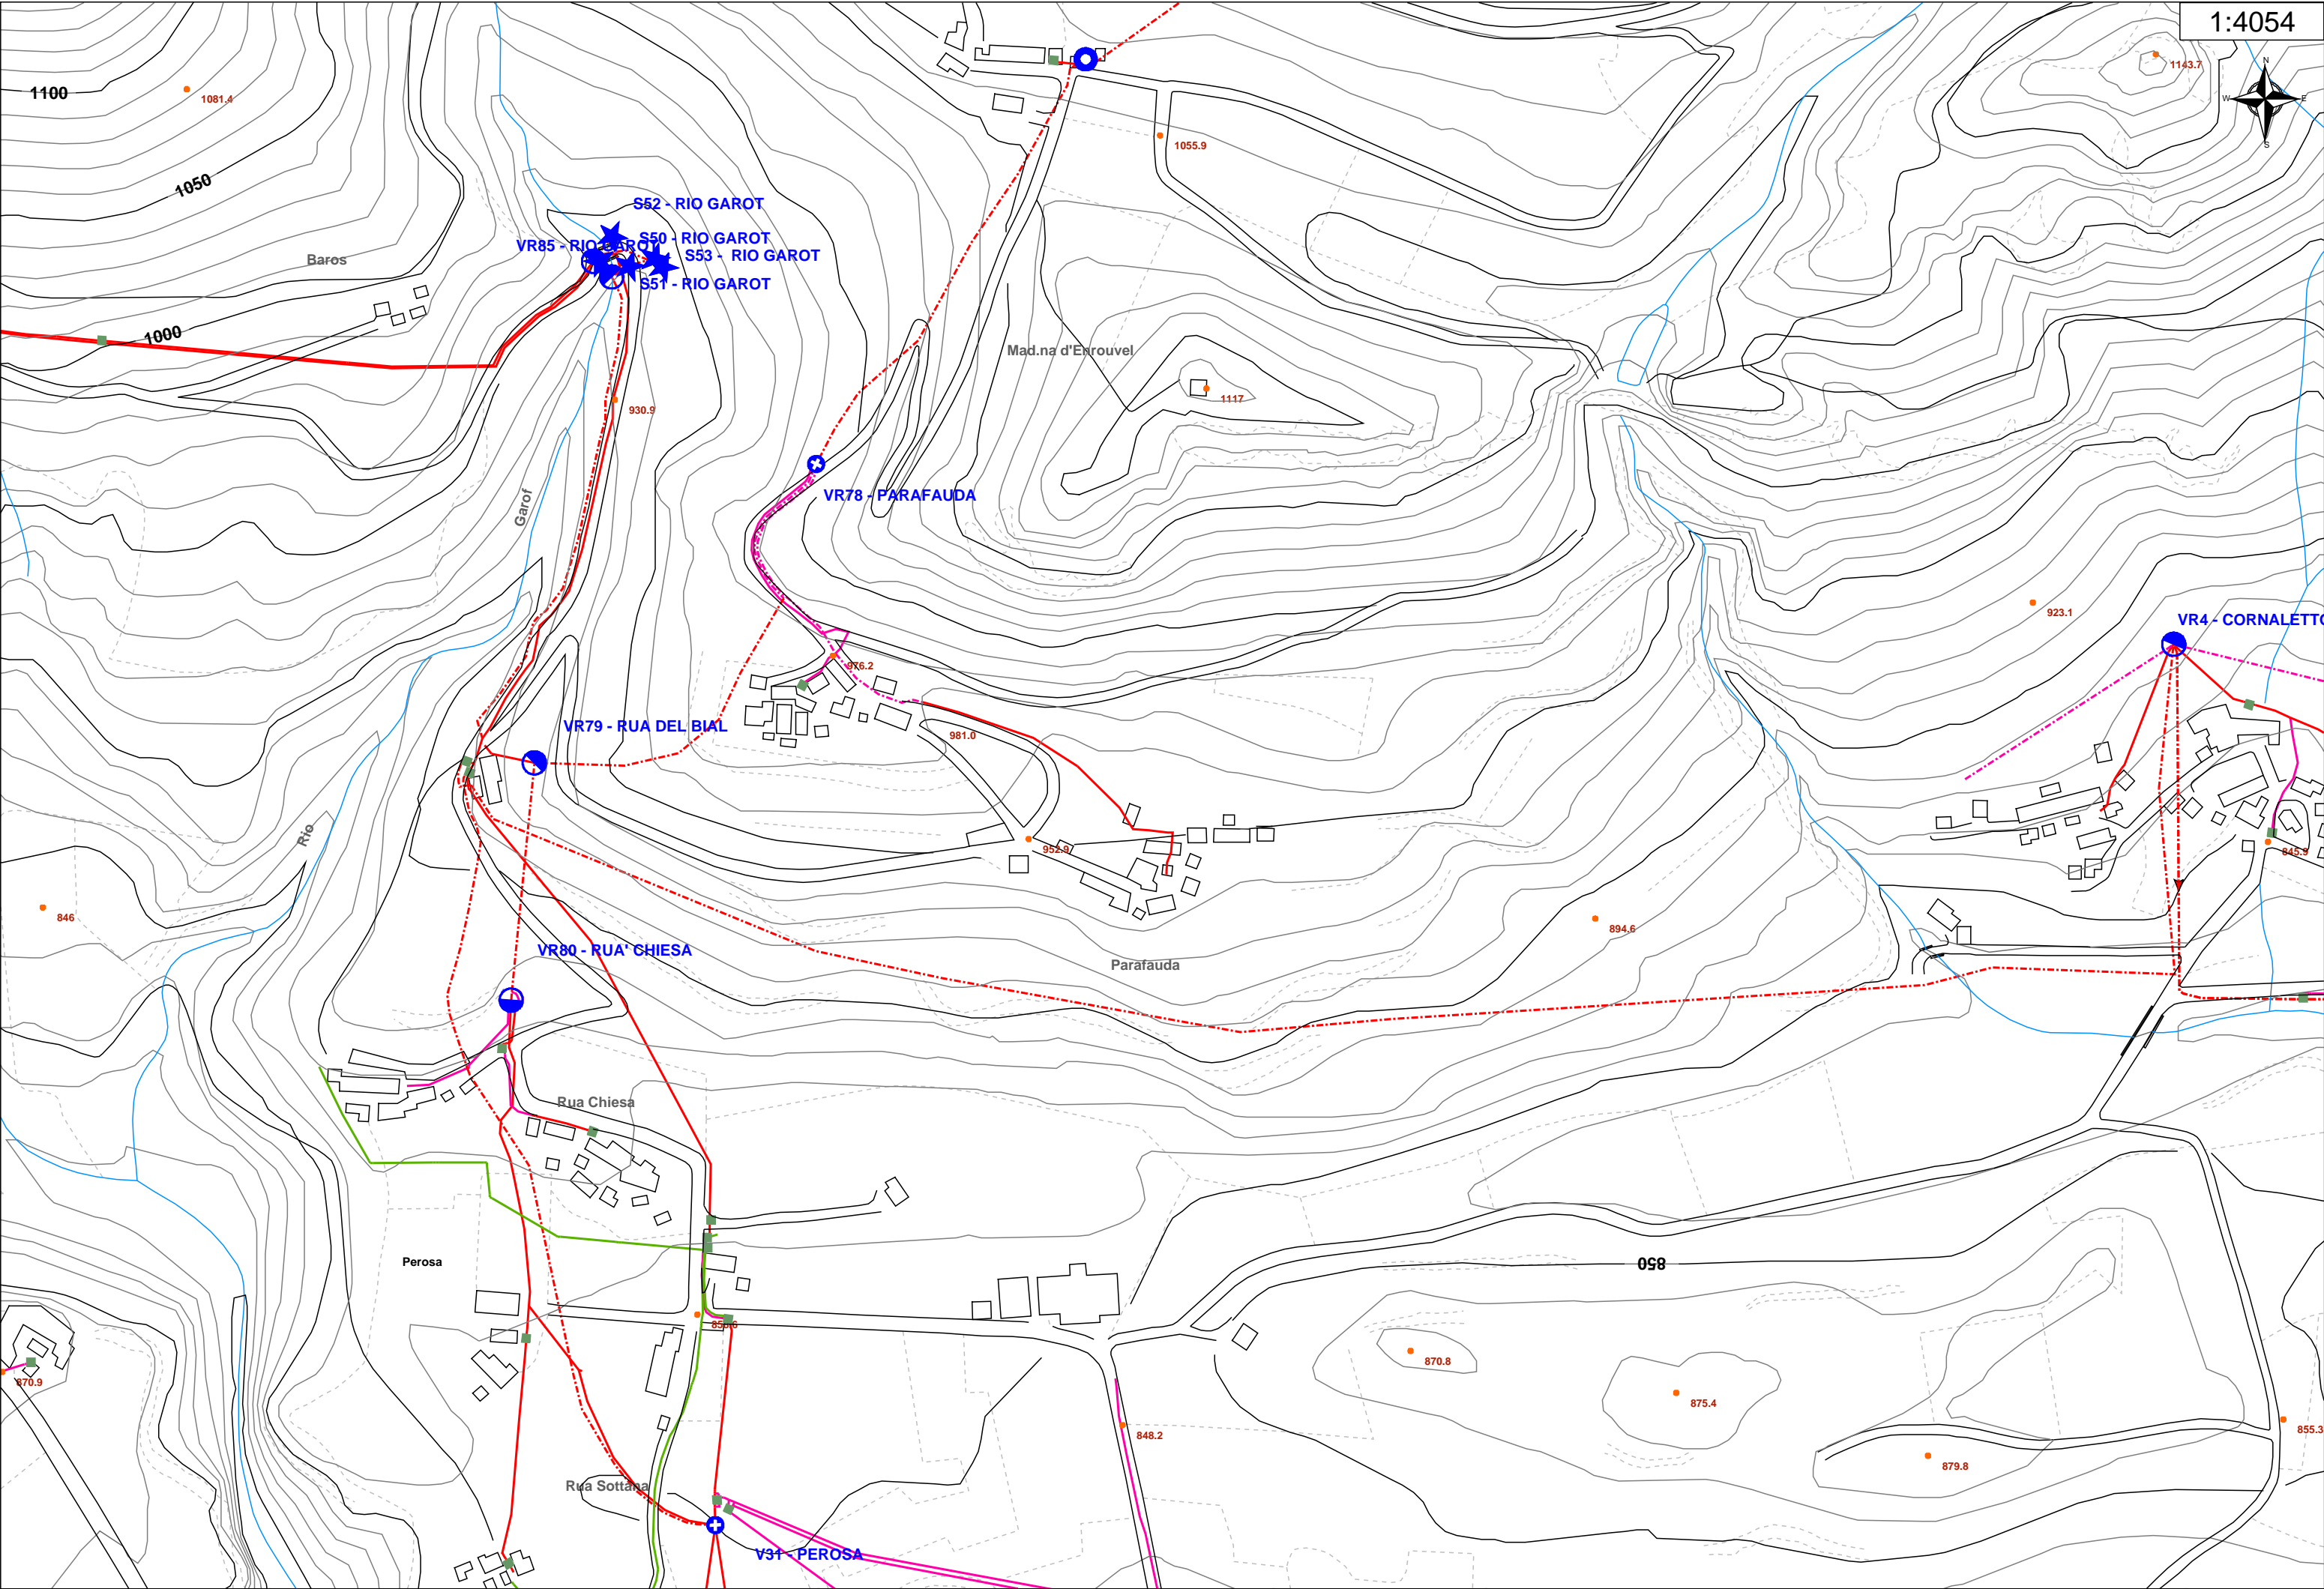 1:4054
N
W
E
S
1143.7
1100
1081.4
1050
1055.9
S52 - RIO GAROT
S50 - RIO GAROT
VR85 - RIO GAROT
S53 - RIO GAROT
S51 - RIO GAROT
Baros
1000
Mad.na d'Enrouvel
1117
930.9
VR78 - PARAFAUDA
Garof
923.1
VR4 - CORNALETTO
976.2
VR79 - RUA DEL BIAL
981.0
Rio
952.9
845.9
846
894.6
VR80 - RUA' CHIESA
Parafauda
Rua Chiesa
Perosa
850
870.8
870.9
875.4
848.2
855.3
879.8
Rua Sottana
V31 - PEROSA